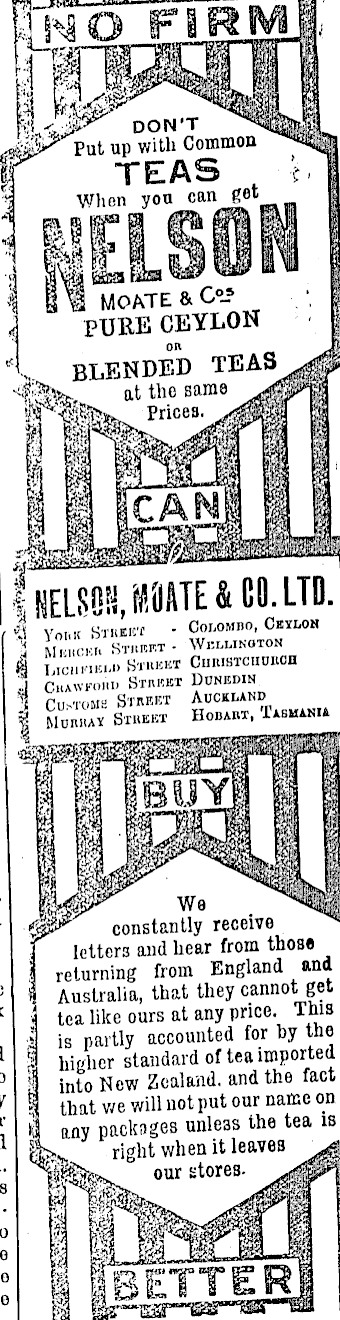 NO FIRM
DON'T
Put up with Common
TEAS
When you can get
NELSON
MOATE & Cos
PURE CEYLON
OR
BLENDED TEAS
at the same
Prices.
CAN
NELSON, MOATE & CO. LTD.
YORK STREET - COLOMBO, CEYLON
MERCER STREET - WELLINGTON
LICHFIELD STREET CHRISTCHURCH
CRAWFORD STREET DUNEDIN
CUSTOMS STREET AUCKLAND
MURRAY STREET HOBART, TASMANIA
BUY
We
constantly receive
letters and hear from those
returning from England and
Australia, that they cannot get
tea like ours at any price. This
is partly accounted for by the
higher standard of tea imported
into New Zealand. and the fact
that we will not put our name on
any packages unless the tea is
right when it leaves
our stores.
BETTER